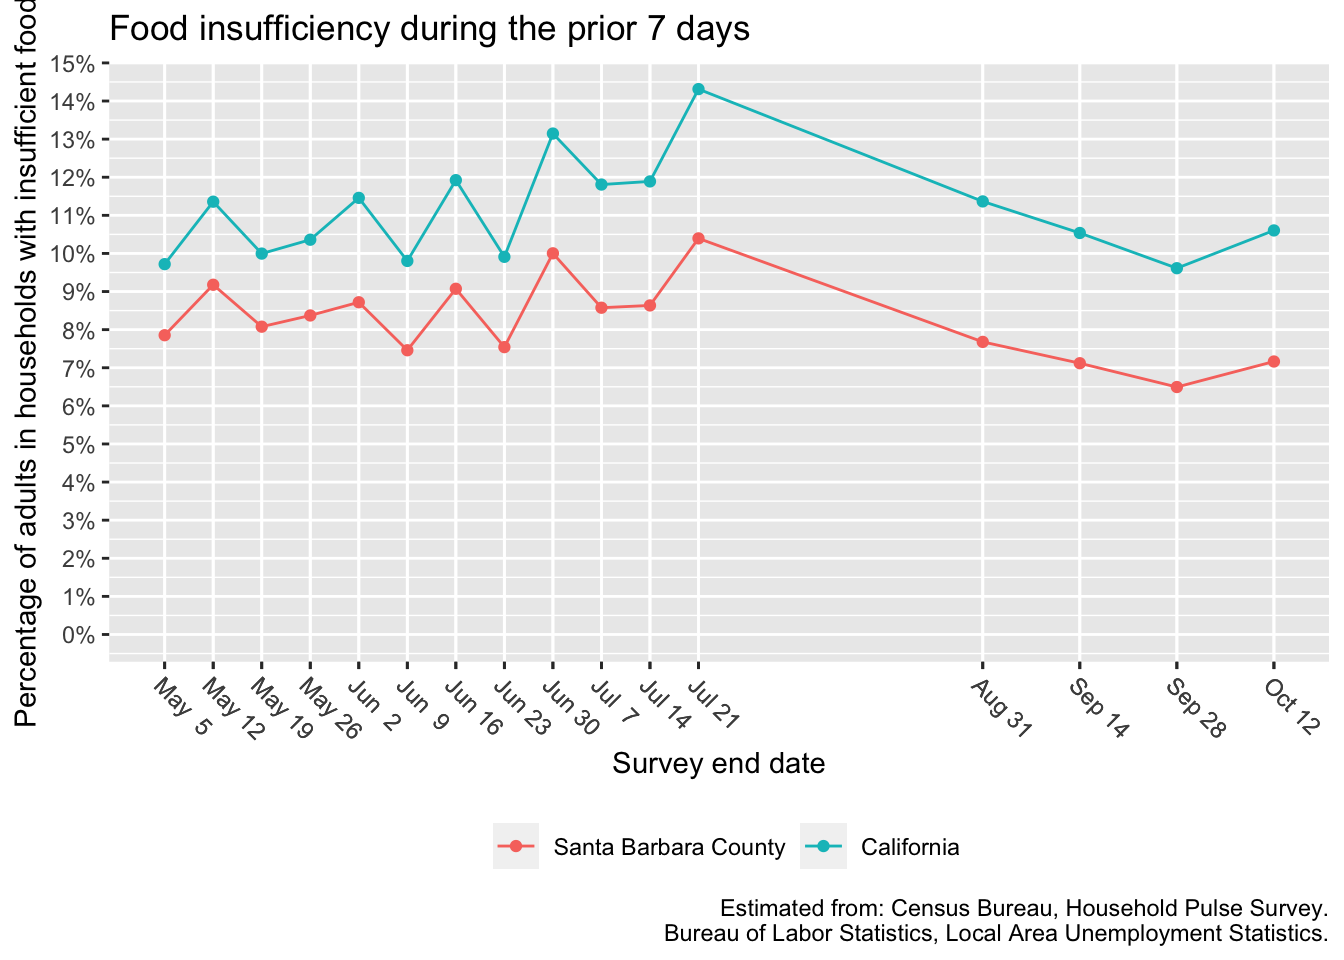 Food insufficiency during the prior 7 days
Percentage of adults in households with insufficient food
15%
14%
13%
12%
11%
10%
9%
8%
7%
6%
5%
4%
3%
2%
1%
0%
May 5
May 12
May 19
May 26
Jun 2
Jun 9
Jun 16
Jun 23
Jun 30
Jul 7
Jul 14
Jul 21
Aug 31
Sep 14
Sep 28
Oct 12
Survey end date
Santa Barbara County
California
Estimated from: Census Bureau, Household Pulse Survey.
Bureau of Labor Statistics, Local Area Unemployment Statistics.